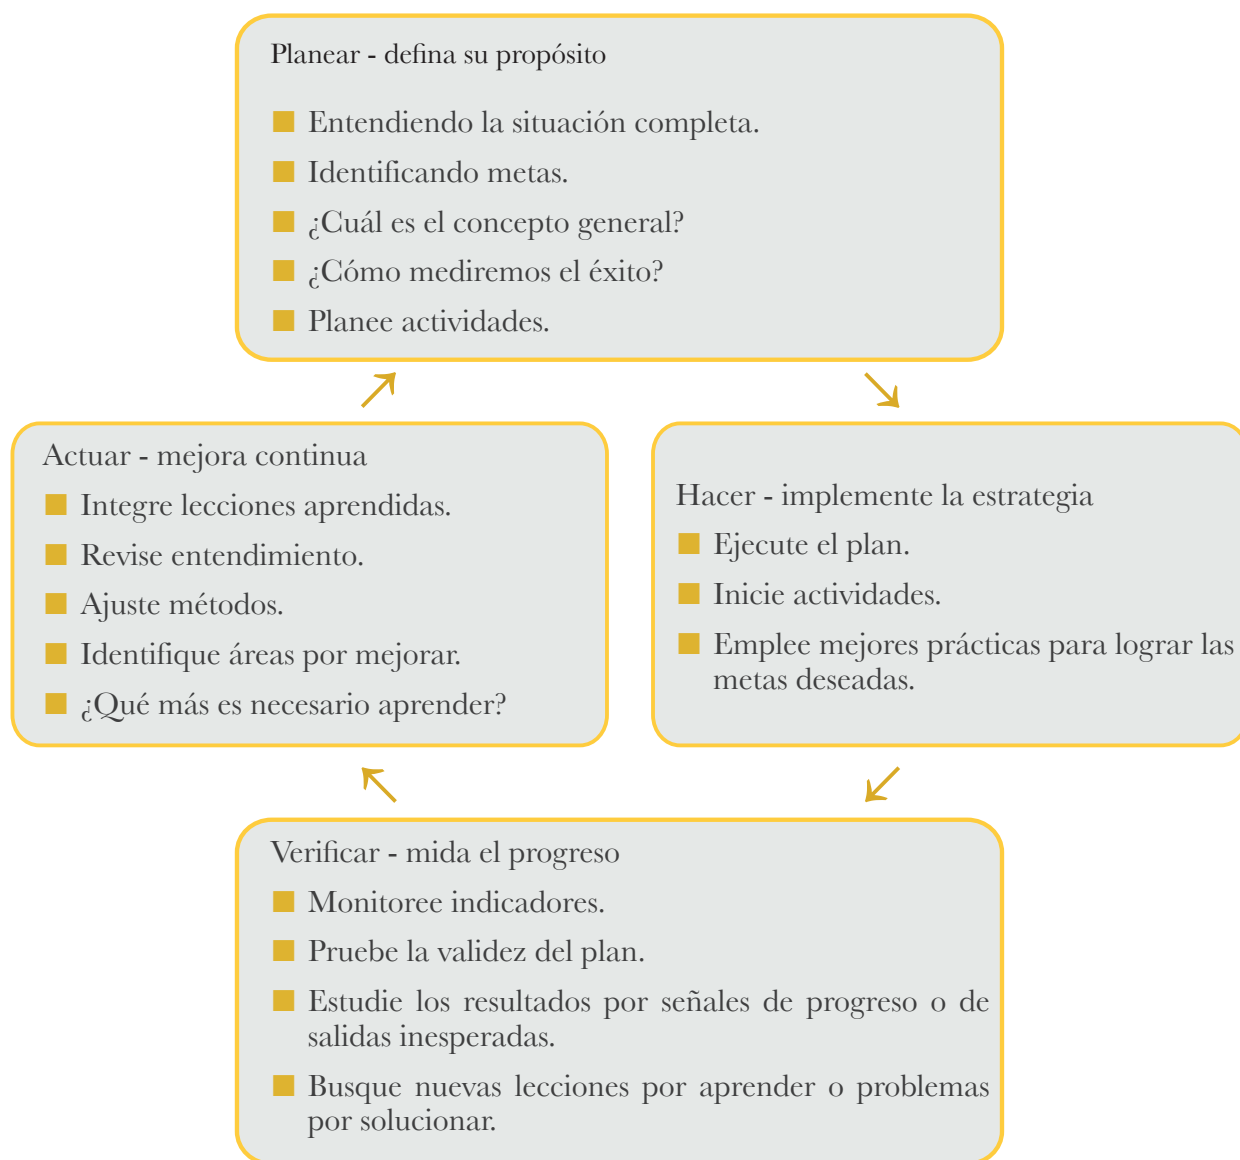 Planear - defina su propósito
Entendiendo la situación completa.
Identificando metas.
¿Cuál es el concepto general?
¿Cómo mediremos el éxito?
Planee actividades.
Actuar - mejora continua
Integre lecciones aprendidas.
Revise entendimiento.
Ajuste métodos.
Identifique áreas por mejorar.
¿Qué más es necesario aprender?
Hacer - implemente la estrategia
Ejecute el plan.
Inicie actividades.
Emplee mejores prácticas para lograr las
metas deseadas.
Verificar - mida el progreso
Monitoree indicadores.
Pruebe la validez del plan.
Estudie los resultados por señales de progreso o de
salidas inesperadas.
Busque nuevas lecciones por aprender o problemas
por solucionar.